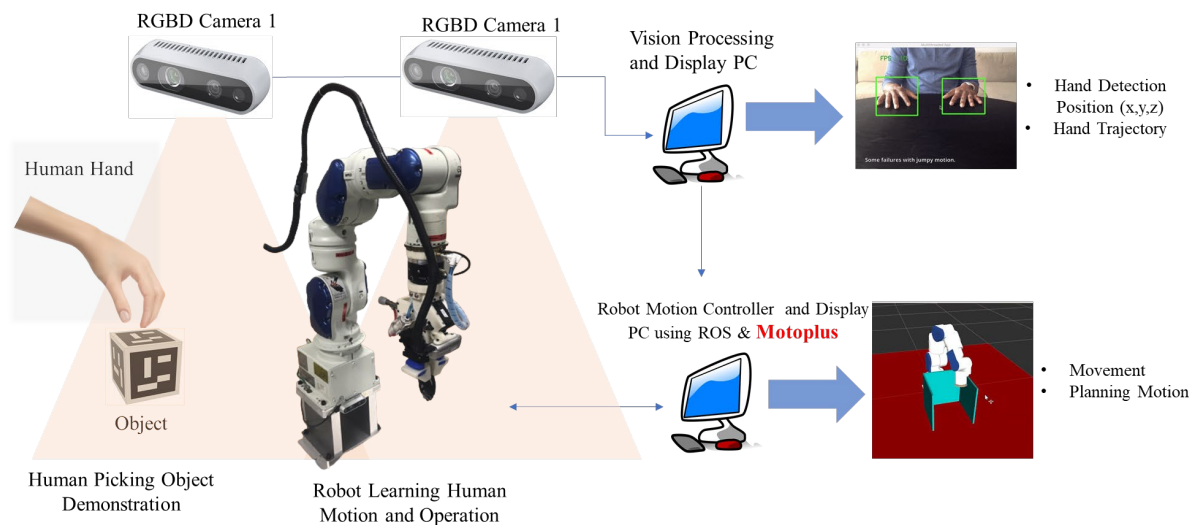 RGBD Camera 1
RGBD Camera 1
Vision Processing
and Display PC
Some failures with jumpy motion.
• Hand Detection
Position (x,y,z)
• Hand Trajectory
Human Hand
Object
Robot Motion Controller and Display
PC using ROS & Motoplus
• Movement
• Planning Motion
Human Picking Object
Demonstration
Robot Learning Human
Motion and Operation